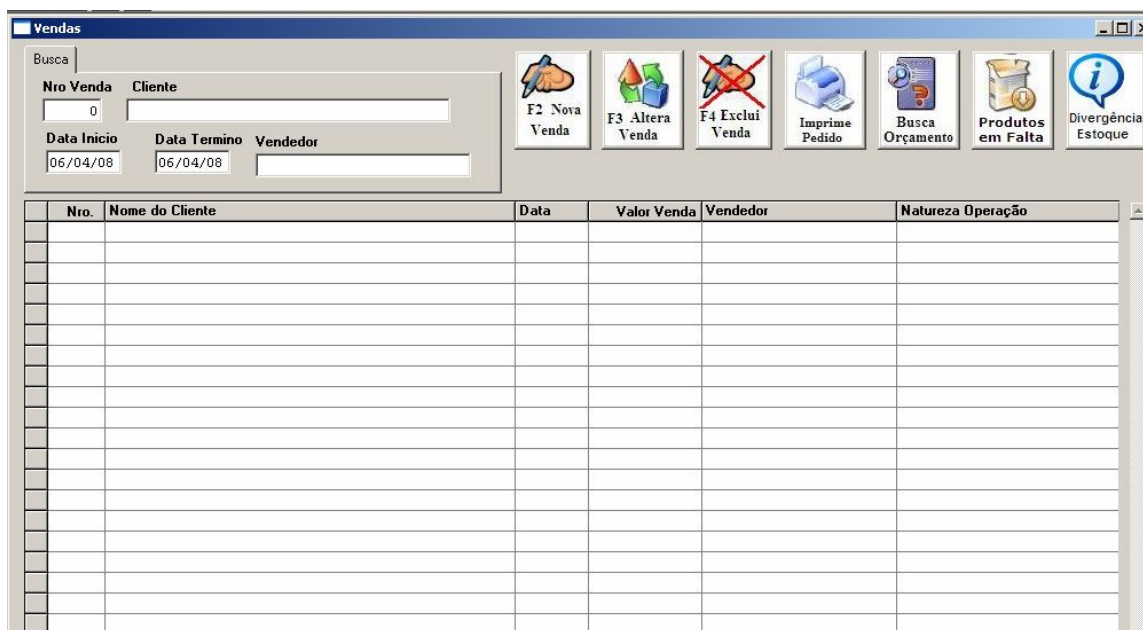 Vendas
Busca
Nro Venda Cliente
0
Data Inicio Data Termino Vendedor
06/04/08 06/04/08
F2 Nova
Venda
F3 Altera
Venda
F4 Exclui
Venda
Imprime
Pedido
Busca
Orçamento
Produtos
em Falta
Divergência
Estoque
Nro. Nome do Cliente Data Valor Venda Vendedor Natureza Operação